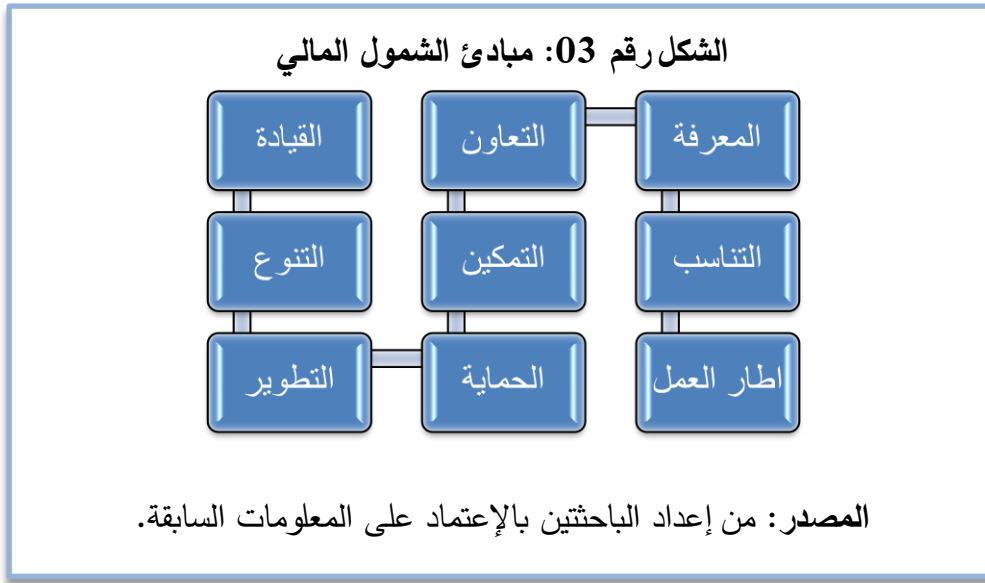 الشكل رقم 03: مبادئ الشمول المالي
القيادة
التنوع
التطوير
الحماية
التمكين
التعاون
المعرفة
التناسب
اطار العمل
المصدر: من إعداد الباحثتين بالإعتماد على المعلومات السابقة.